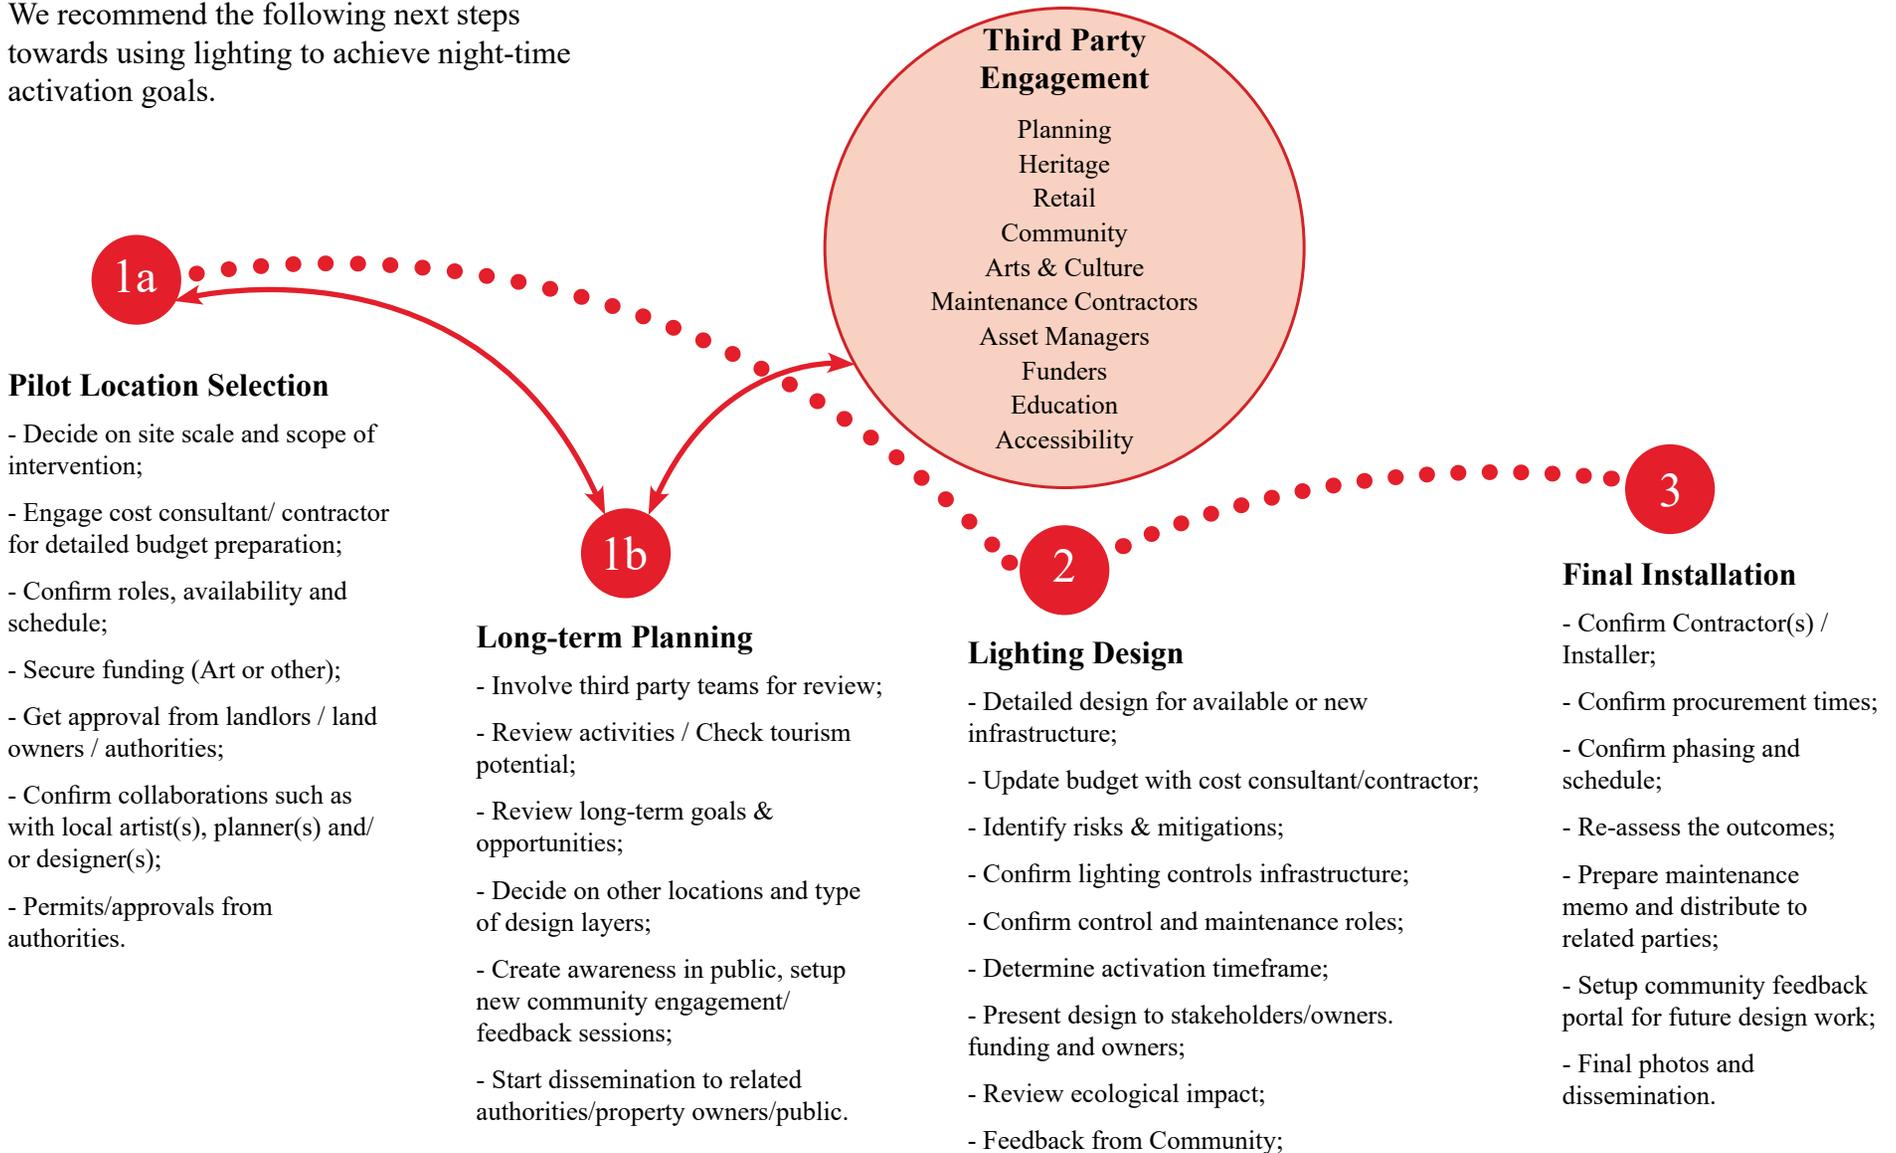 We recommend the following next steps
towards using lighting to achieve night-time
activation goals.
Third Party
Engagement
Planning
Heritage
Retail
Community
Arts & Culture
Maintenance Contractors
Asset Managers
Funders
Education
Accessibility
1a
Pilot Location Selection
- Decide on site scale and scope of
intervention;
- Engage cost consultant/ contractor
for detailed budget preparation;
- Confirm roles, availability and
schedule;
- Secure funding (Art or other);
- Get approval from landlors / land
owners / authorities;
- Confirm collaborations such as
with local artist(s), planner(s) and/
or designer(s);
- Permits/approvals from
authorities.
1b
Long-term Planning
- Involve third party teams for review;
- Review activities / Check tourism
potential;
- Review long-term goals &
opportunities;
- Decide on other locations and type
of design layers;
- Create awareness in public, setup
new community engagement/
feedback sessions;
- Start dissemination to related
authorities/property owners/public.
2
Lighting Design
- Detailed design for available or new
infrastructure;
- Update budget with cost consultant/contractor;
- Identify risks & mitigations;
- Confirm lighting controls infrastructure;
- Confirm control and maintenance roles;
- Determine activation timeframe;
- Present design to stakeholders/owners.
funding and owners;
- Review ecological impact;
- Feedback from Community;
3
Final Installation
- Confirm Contractor(s) /
Installer;
- Confirm procurement times;
- Confirm phasing and
schedule;
- Re-assess the outcomes;
- Prepare maintenance
memo and distribute to
related parties;
- Setup community feedback
portal for future design work;
- Final photos and
dissemination.